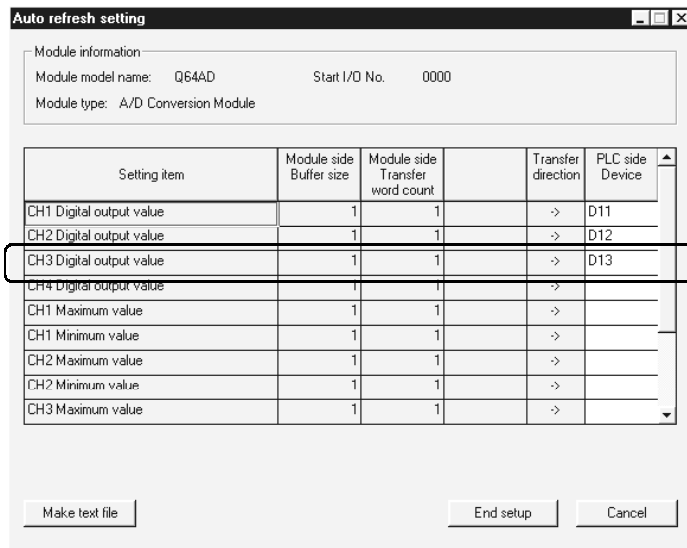 Auto refresh setting
Module information
Module model name: Q64AD Start I/O No. 0000
Module type: A/D Conversion Module
Setting item Module side Buffer size Module side Transfer word count Transfer direction PLC side Device
CH1 Digital output value 1 1 -> D11
CH2 Digital output value 1 1 -> D12
CH3 Digital output value 1 1 -> D13
CH4 Digital output value 1 1 ->
CH1 Maximum value 1 1 ->
CH1 Minimum value 1 1 ->
CH2 Maximum value 1 1 ->
CH2 Minimum value 1 1 ->
CH3 Maximum value 1 1 ->
Make text file End setup Cancel